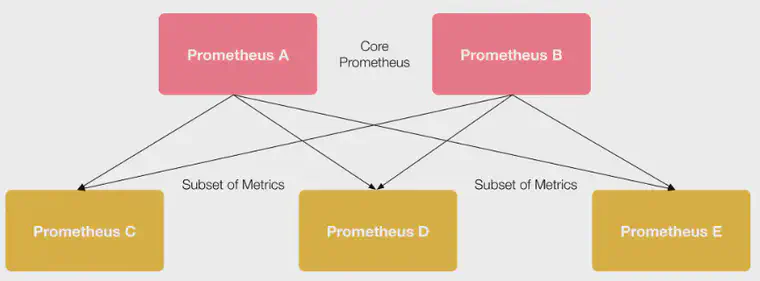 Prometheus A
Core
Prometheus
Prometheus B
Subset of Metrics
Subset of Metrics
Prometheus C
Prometheus D
Prometheus E